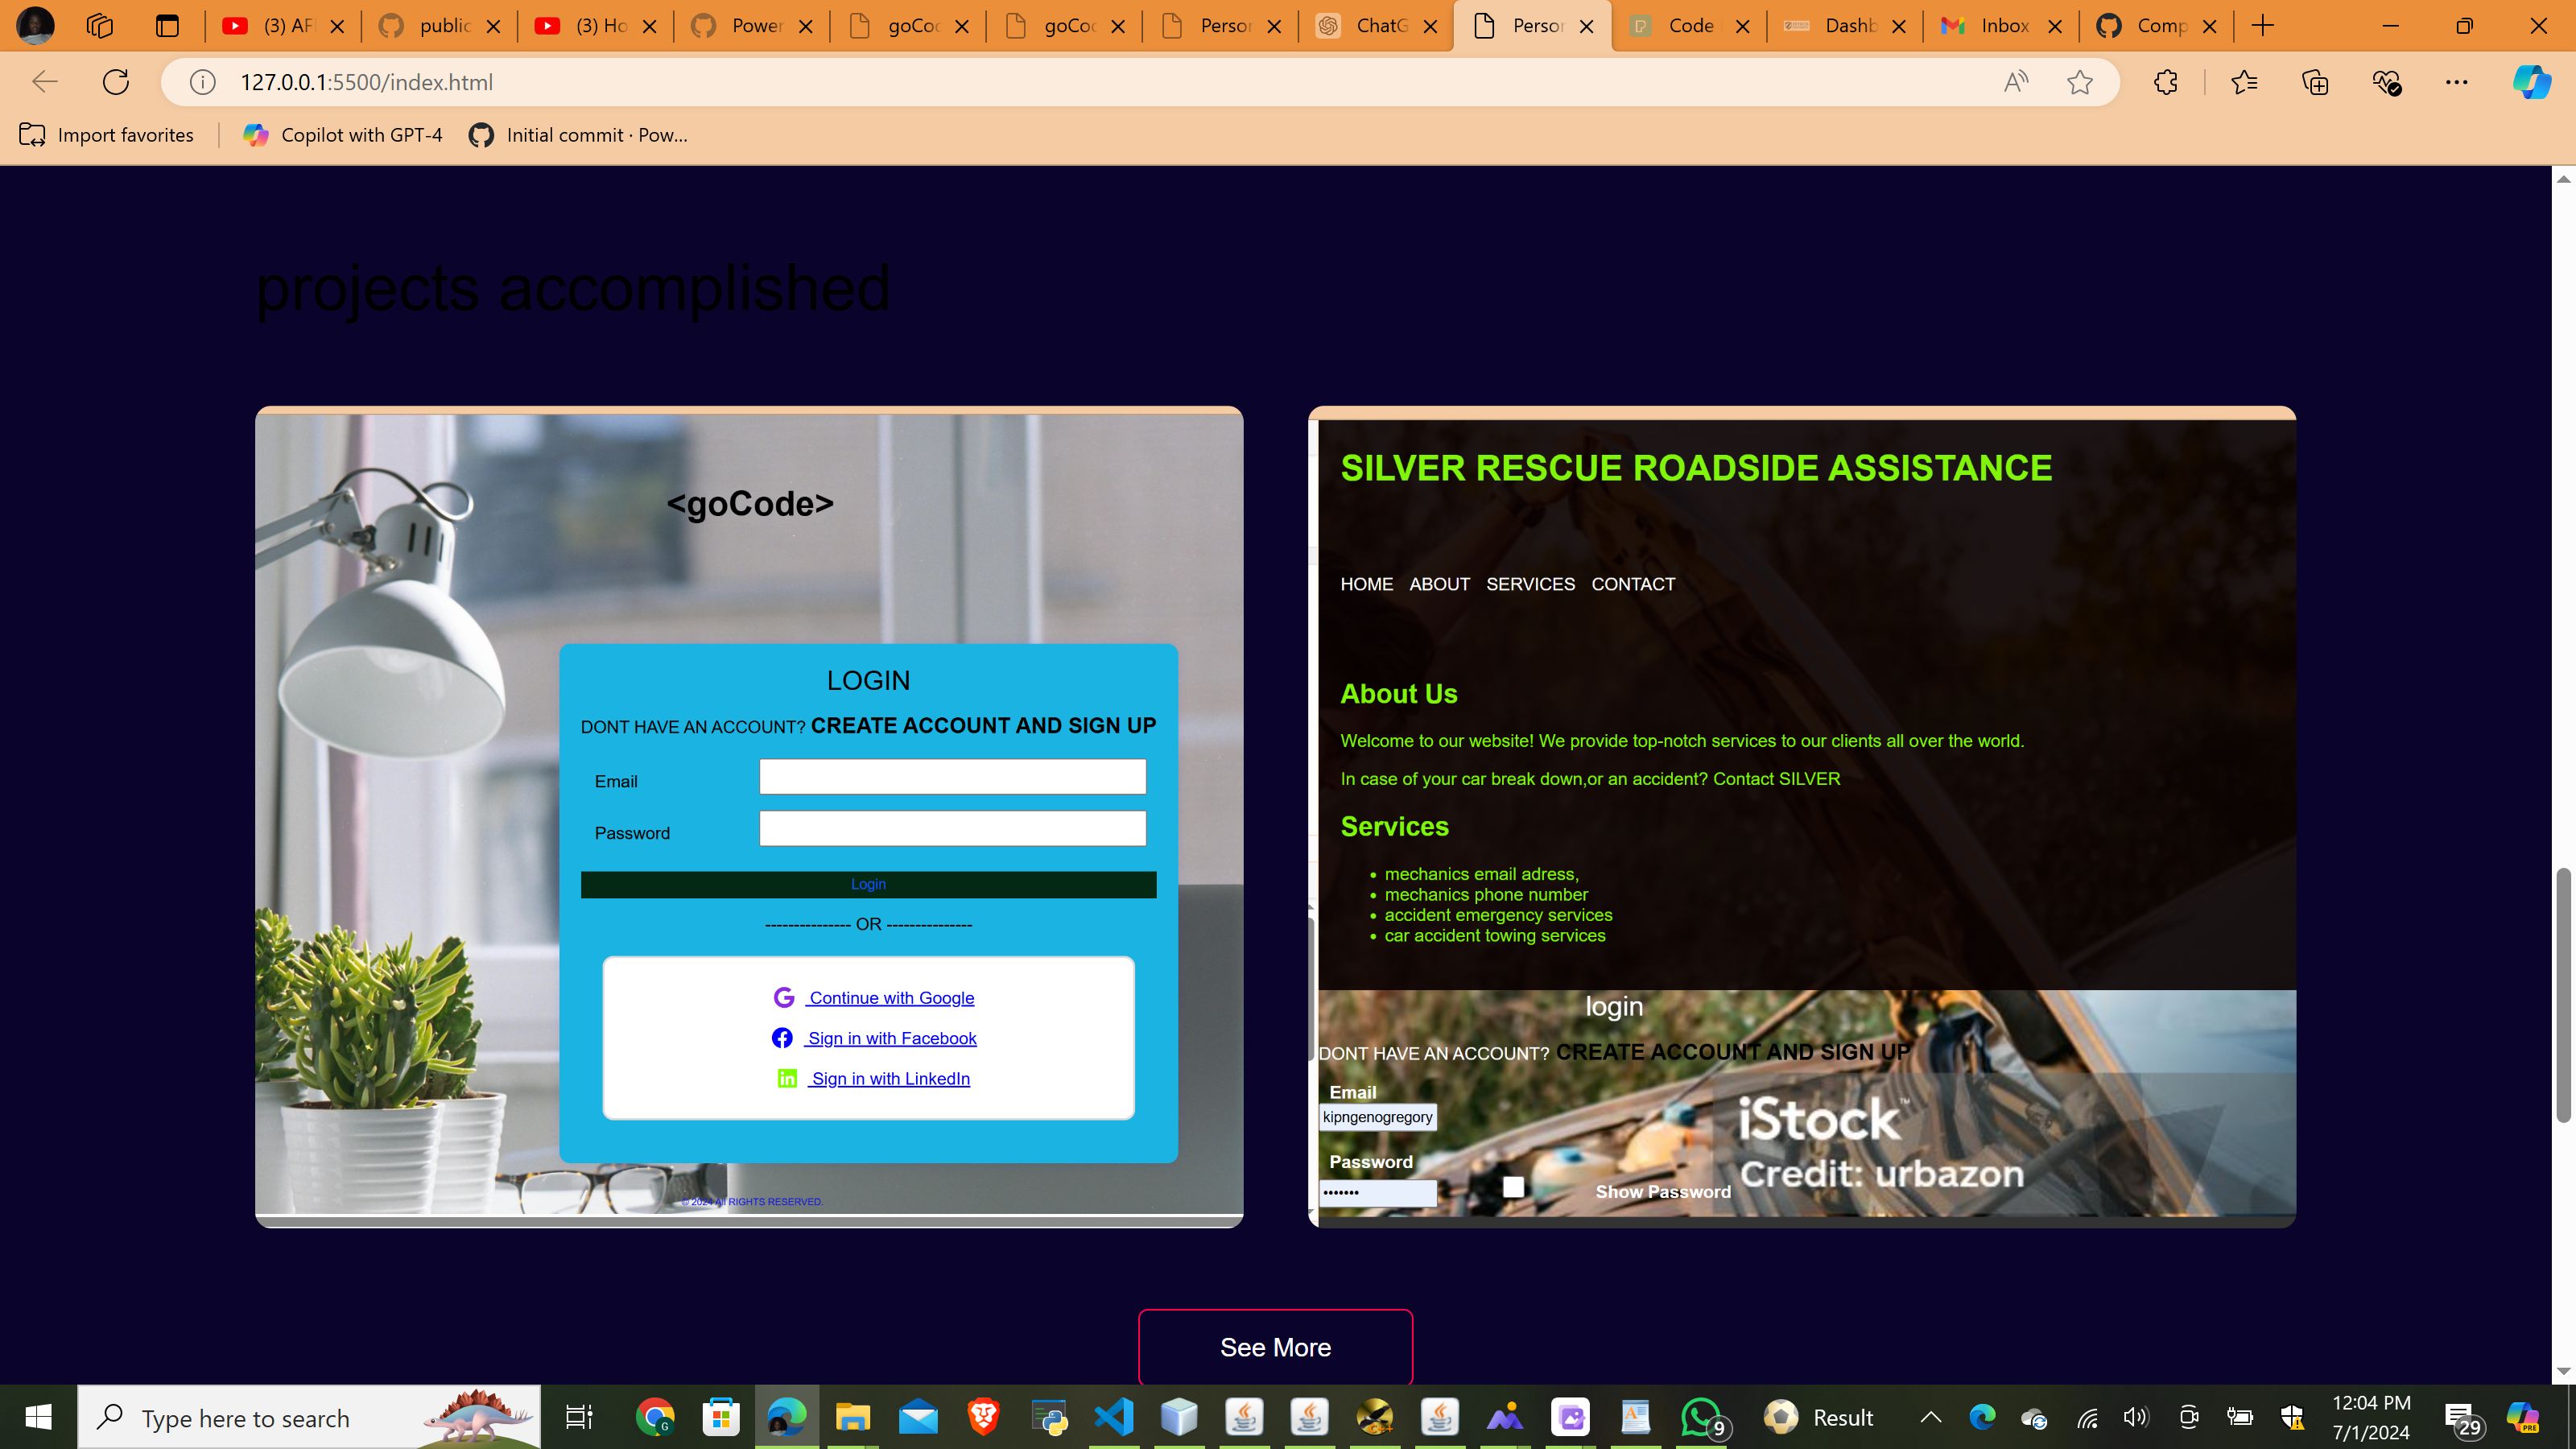 (3) AF
public
(3) Ho
Power
goCoc
goCoc
Person
ChatG
Person
Code
Dashb
Inbox
Comp
127.0.0.1:5500/index.html
Import favorites
Copilot with GPT-4
Initial commit · Pow...
projects accomplished
<goCode>
LOGIN
DONT HAVE AN ACCOUNT? CREATE ACCOUNT AND SIGN UP
Email
Password
Login
--------------- OR ---------------
Continue with Google
Sign in with Facebook
Sign in with LinkedIn
© 2024 All RIGHTS RESERVED.
SILVER RESCUE ROADSIDE ASSISTANCE
HOME ABOUT SERVICES CONTACT
About Us
Welcome to our website! We provide top-notch services to our clients all over the world.
In case of your car break down,or an accident? Contact SILVER
Services
• mechanics email adress,
• mechanics phone number
• accident emergency services
• car accident towing services
login
DONT HAVE AN ACCOUNT? CREATE ACCOUNT AND SIGN UP
Email
kipngenogregory
Password
•••••••
Show Password
iStock™
Credit: urbazon
See More
Type here to search
9
Result
12:04 PM
7/1/2024
29
PRE